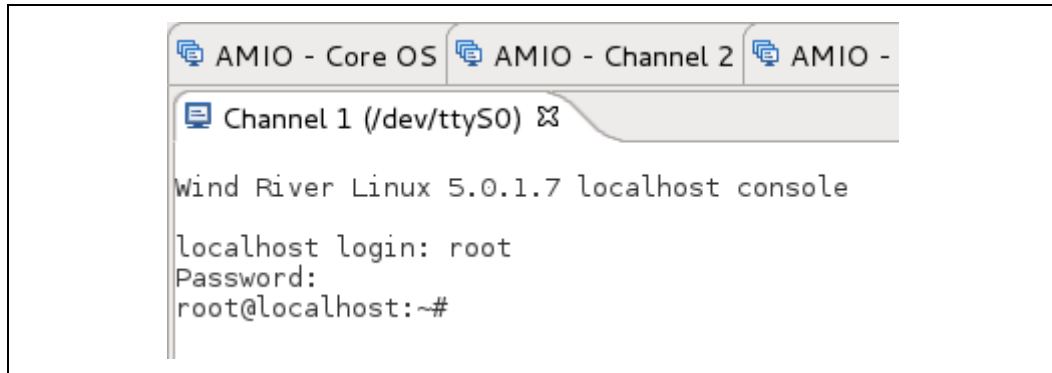 AMIO - Core OS AMIO - Channel 2 AMIO -
Channel 1 (/dev/ttyS0)
Wind River Linux 5.0.1.7 localhost console
localhost login: root
Password:
root@localhost:~#